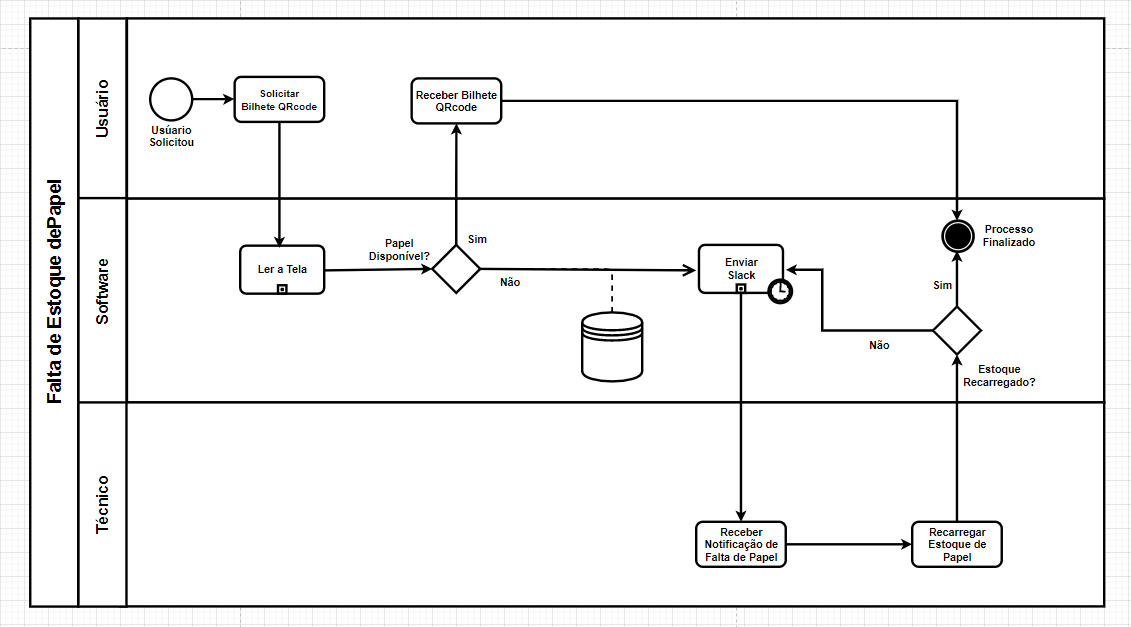 Falta de Estoque dePapel
Usuário
Usúario
Solicitou
Solicitar
Bilhete QRcode
Receber Bilhete
QRcode
Software
Ler a Tela
Papel
Disponível?
Sim
Não
Enviar
Slack
Processo
Finalizado
Sim
Não
Estoque
Recarregado?
Técnico
Receber
Notificação de
Falta de Papel
Recarregar
Estoque de
Papel